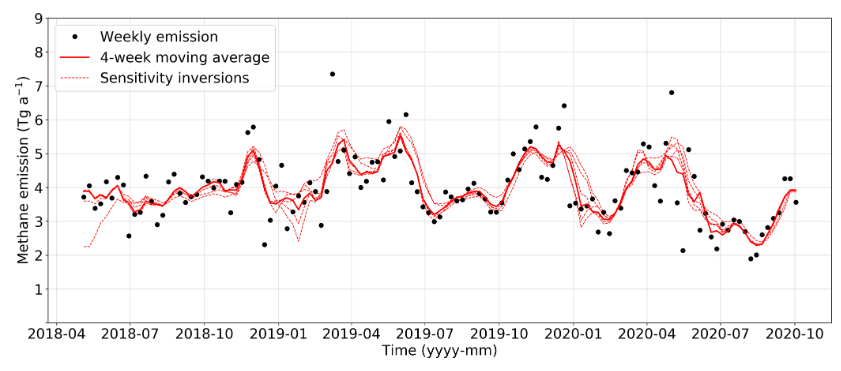 9
8
7
6
5
4
3
2
1
Methane emission (Tg a⁻¹)
Weekly emission
4-week moving average
Sensitivity inversions
2018-04 2018-07 2018-10 2019-01 2019-04 2019-07 2019-10 2020-01 2020-04 2020-07 2020-10
Time (yyyy-mm)